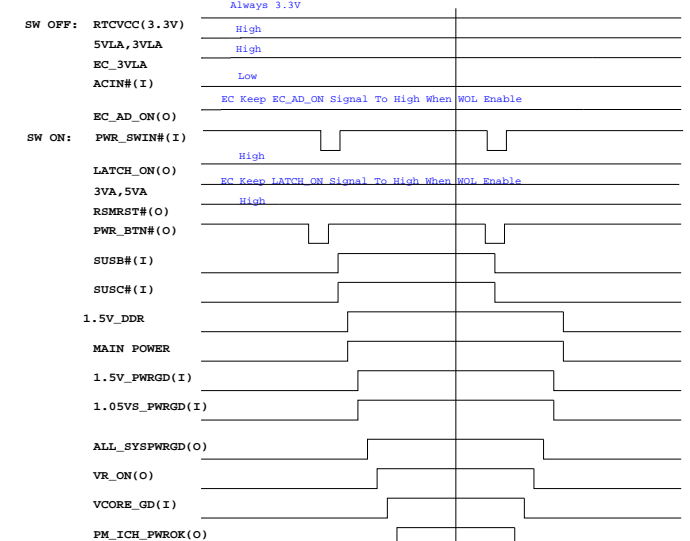 Always 3.3V
SW OFF: RTCVCC(3.3V)
High
5VLA,3VLA
High
EC_3VLA
Low
ACIN#(I)
EC Keep EC_AD_ON Signal To High When WOL Enable
EC_AD_ON(O)
SW ON: PWR_SWIN#(I)
High
LATCH_ON(O)
EC Keep LATCH_ON Signal To High When WOL Enable
3VA,5VA
High
RSMRST#(O)
PWR_BTN#(O)
SUSB#(I)
SUSC#(I)
1.5V_DDR
MAIN POWER
1.5V_PWRGD(I)
1.05VS_PWRGD(I)
ALL_SYSPWRGD(O)
VR_ON(O)
VCORE_GD(I)
PM_ICH_PWROK(O)